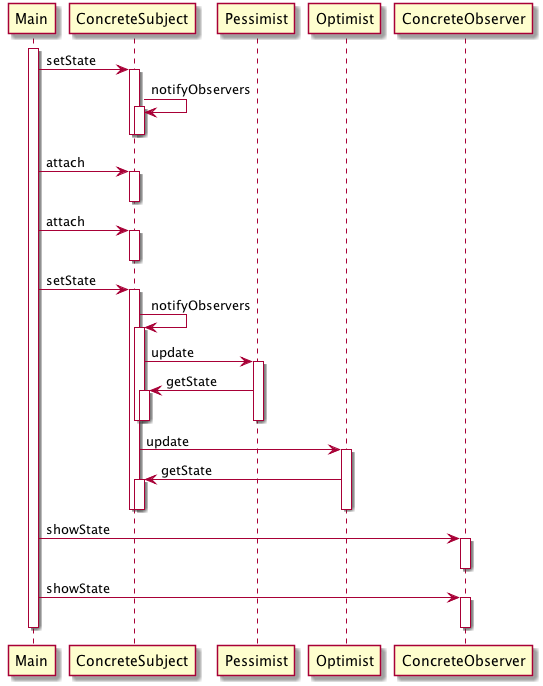 Main ConcreteSubject Pessimist Optimist ConcreteObserver
setState
notifyObservers
attach
attach
setState
notifyObservers
update
getState
update
getState
showState
showState
Main ConcreteSubject Pessimist Optimist ConcreteObserver